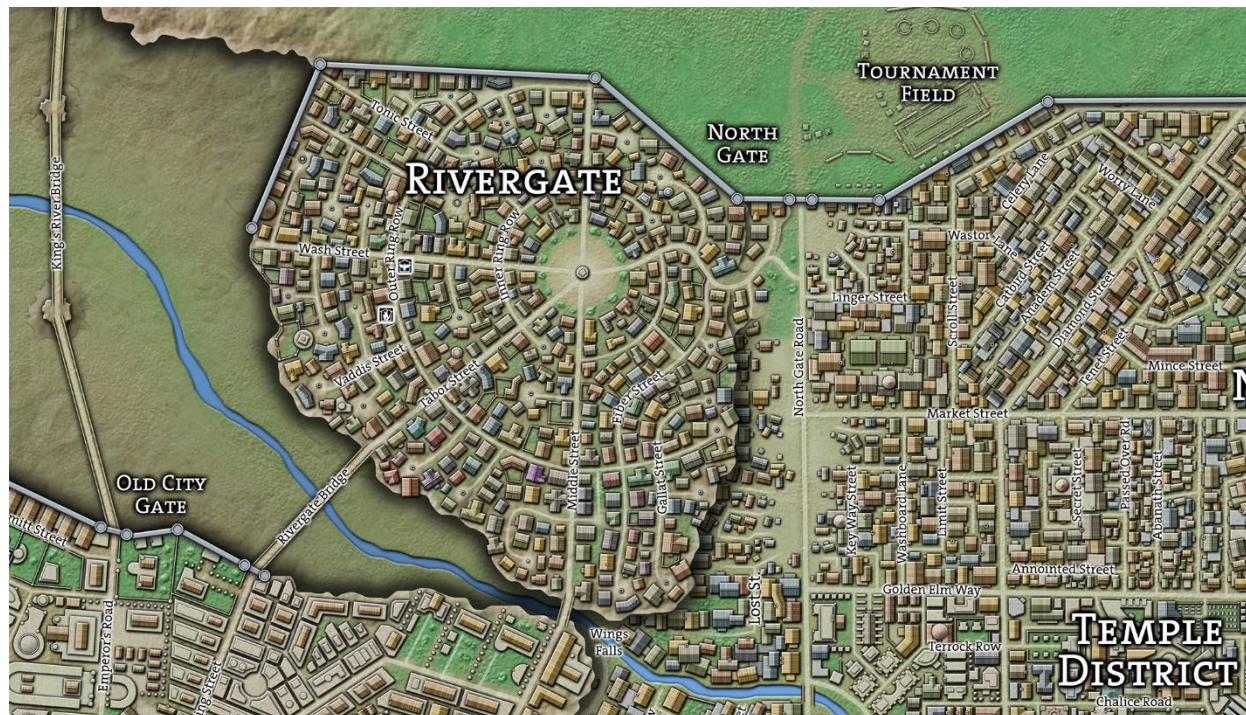 Tournament
Field
North
Gate
Tonic Street
Rivergate
King's River Bridge
Wash Street
Outer Ring Row
Inner Ring Row
Vaddis Street
Tabor Street
Fiber Street
Middle Street
Gallat Street
Rivergate Bridge
Old City
Gate
Emperor's Road
Wings
Falls
Lost St.
North Gate Road
Linger Street
Scroll Street
Wastor
Lane
Celery Lane
Worry Lane
Catbird Street
Andern Street
Diamond Street
Tenet Street
Mince Street
Market Street
Key Way Street
Washboard Lane
Limit Street
Secret Street
Passed Over Rd.
Abanath Street
Annointed Street
Golden Elm Way
Terrock Row
Temple
District
Chalice Road